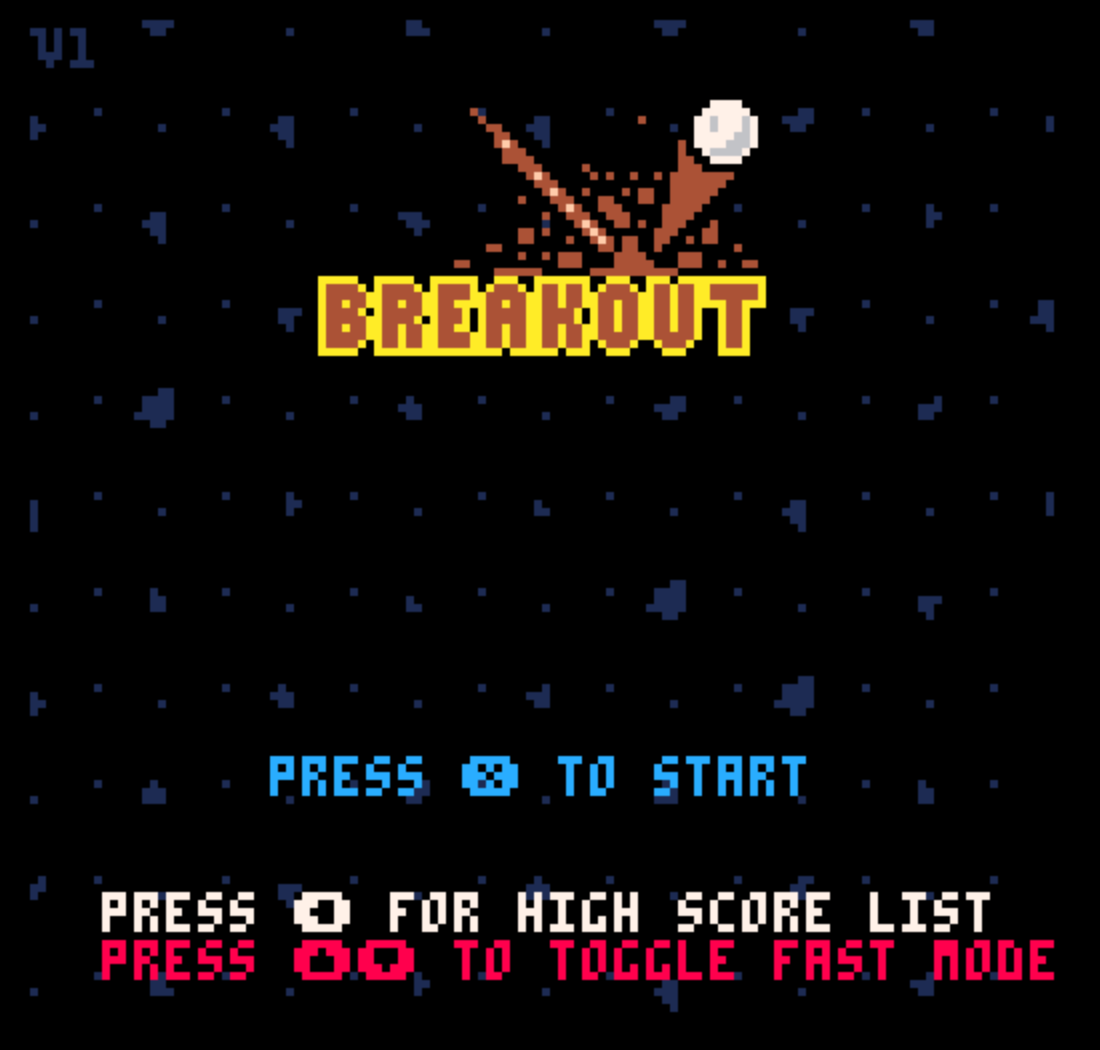 V1
BREAKOUT
PRESS ❎ TO START
PRESS ⬅️ FOR HIGH SCORE LIST
PRESS ⬆️⬇️ TO TOGGLE FAST MODE